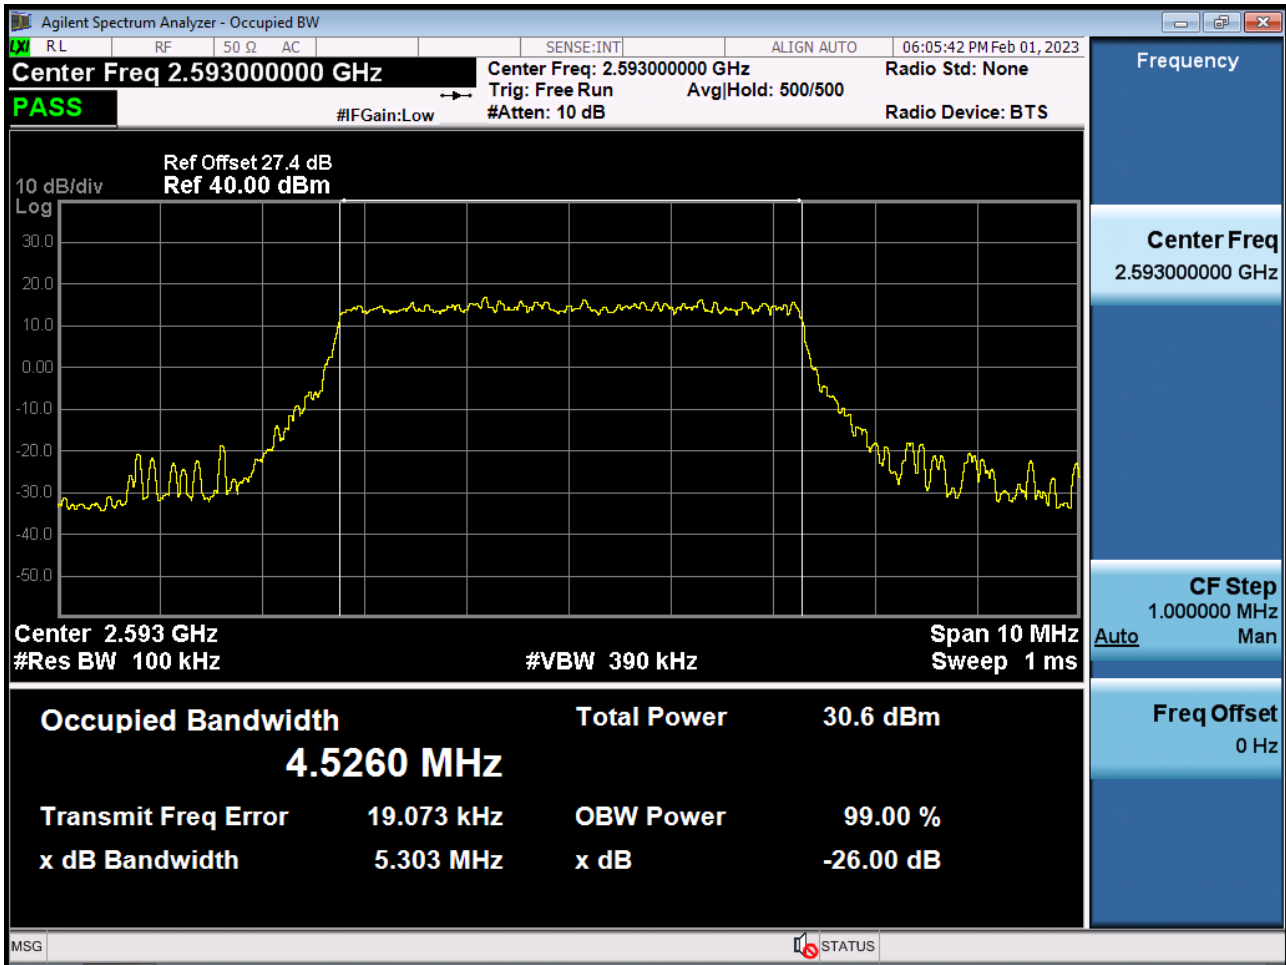 Agilent Spectrum Analyzer - Occupied BW
LXI RL RF 50 Ω AC SENSE:INT ALIGN AUTO 06:05:42 PM Feb 01, 2023
Center Freq 2.593000000 GHz
PASS
#IFGain:Low
Center Freq: 2.593000000 GHz
Trig: Free Run Avg|Hold: 500/500
#Atten: 10 dB
Radio Std: None
Radio Device: BTS
Ref Offset 27.4 dB
10 dB/div Ref 40.00 dBm
Log
30.0
20.0
10.0
0.00
-10.0
-20.0
-30.0
-40.0
-50.0
Center 2.593 GHz Span 10 MHz
#Res BW 100 kHz #VBW 390 kHz Sweep 1 ms
Occupied Bandwidth Total Power 30.6 dBm
4.5260 MHz
Transmit Freq Error 19.073 kHz OBW Power 99.00 %
x dB Bandwidth 5.303 MHz x dB -26.00 dB
Frequency
Center Freq
2.593000000 GHz
CF Step
1.000000 MHz
Auto Man
Freq Offset
0 Hz
MSG STATUS